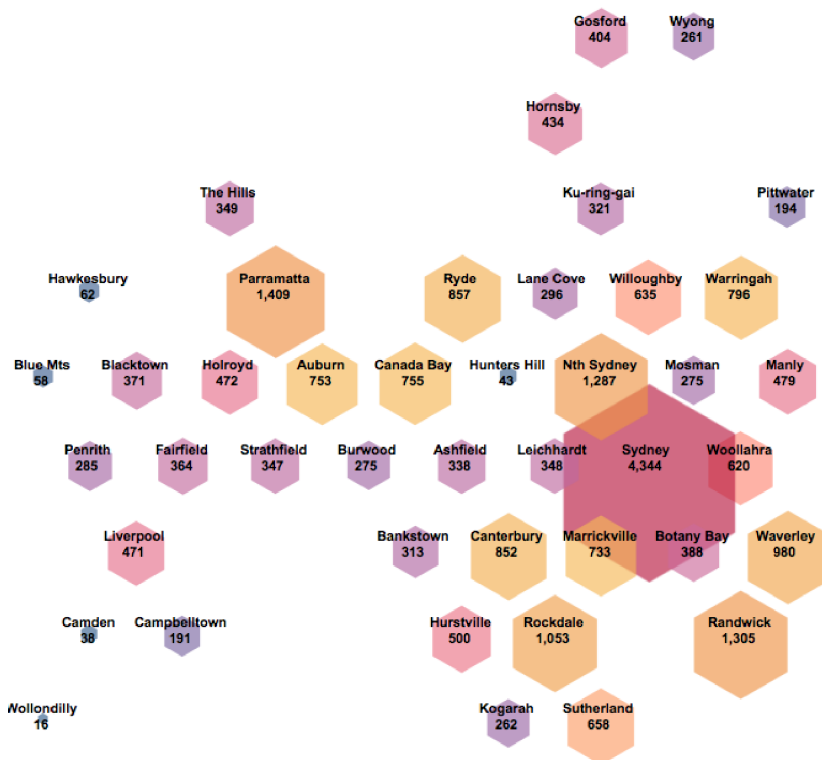 Gosford
404
Wyong
261
Hornsby
434
The Hills
349
Ku-ring-gai
321
Pittwater
194
Hawkesbury
62
Parramatta
1,409
Ryde
857
Lane Cove
296
Willoughby
635
Warringah
796
Blue Mts
58
Blacktown
371
Holroyd
472
Auburn
753
Canada Bay
755
Hunters Hill
43
Nth Sydney
1,287
Mosman
275
Manly
479
Penrith
285
Fairfield
364
Strathfield
347
Burwood
275
Ashfield
338
Leichhardt
348
Sydney
4,344
Woollahra
620
Liverpool
471
Bankstown
313
Canterbury
852
Marrickville
733
Botany Bay
388
Waverley
980
Camden
38
Campbelltown
191
Hurstville
500
Rockdale
1,053
Randwick
1,305
Wollondilly
16
Kogarah
262
Sutherland
658